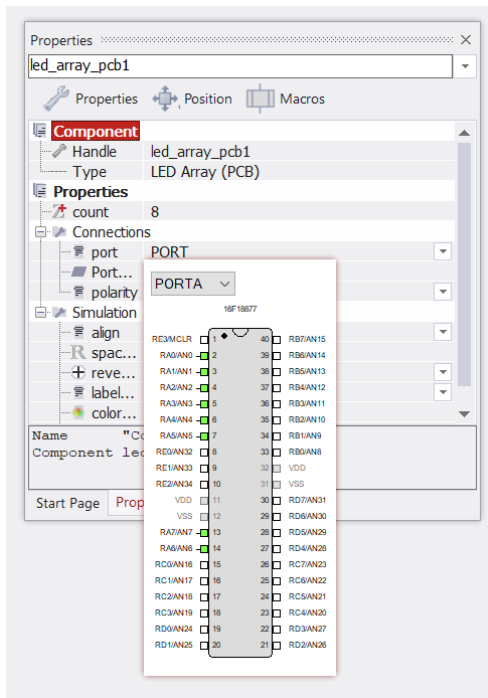 Properties
led_array_pcb1
Properties Position Macros
Component
Handle led_array_pcb1
Type LED Array (PCB)
Properties
count 8
Connections
port PORT
Port...
polarity
Simulation
align
spac...
reve...
label...
color...
Name "Co
Component led
Start Page Prop
PORTA
16F18877
RE3/MCLR 1 40 RB7/AN15
RA0/AN0 2 39 RB6/AN14
RA1/AN1 3 38 RB5/AN13
RA2/AN2 4 37 RB4/AN12
RA3/AN3 5 36 RB3/AN11
RA4/AN4 6 35 RB2/AN10
RA5/AN5 7 34 RB1/AN9
RE0/AN32 8 33 RB0/AN8
RE1/AN33 9 32 VDD
RE2/AN34 10 31 VSS
VDD 11 30 RD7/AN31
VSS 12 29 RD6/AN30
RA7/AN7 13 28 RD5/AN29
RA6/AN6 14 27 RD4/AN28
RC0/AN16 15 26 RC7/AN23
RC1/AN17 16 25 RC6/AN22
RC2/AN18 17 24 RC5/AN21
RC3/AN19 18 23 RC4/AN20
RD0/AN24 19 22 RD3/AN27
RD1/AN25 20 21 RD2/AN26